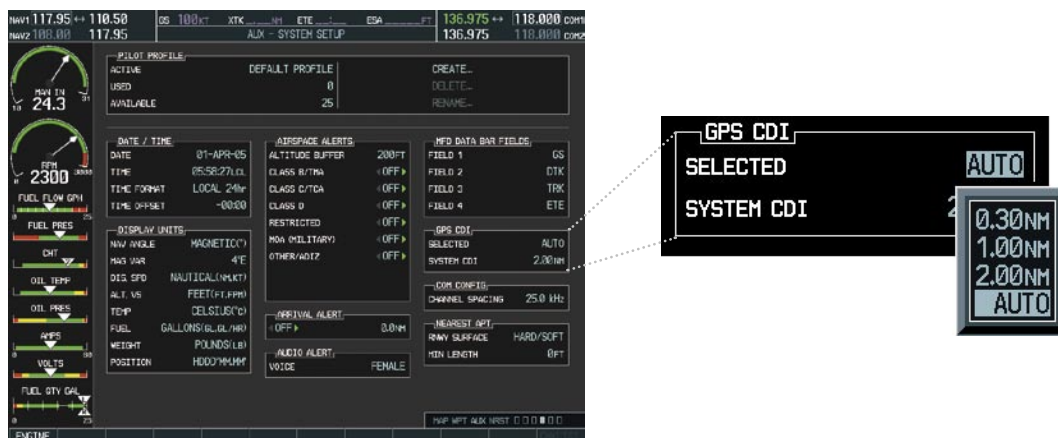 NAV1 117.95 ↔ 110.50 GS 100KT XTK NM ETE ESA FT 136.975 ↔ 118.000 COM1
NAV2 108.00 117.95 AUX - SYSTEM SETUP 136.975 118.000 COM2
PILOT PROFILE
ACTIVE DEFAULT PROFILE CREATE…
USED 0 DELETE…
AVAILABLE 25 RENAME…
MAN IN
24.3
RPM
2300
FUEL FLOW GPH
FUEL PRES
CHT
OIL TEMP
OIL PRES
AMPS
VOLTS
FUEL QTY GAL
0 23
ENGINE
DATE / TIME
DATE 01-APR-05
TIME 05:58:27LCL
TIME FORMAT LOCAL 24hr
TIME OFFSET -00:00
DISPLAY UNITS
NAV ANGLE MAGNETIC(°)
MAG VAR 4°E
DIS, SPD NAUTICAL(NM,KT)
ALT, VS FEET(FT,FPM)
TEMP CELSIUS(°C)
FUEL GALLONS(GL,GL/HR)
WEIGHT POUNDS(LB)
POSITION HDDD°MM.MM'
AIRSPACE ALERTS
ALTITUDE BUFFER 200FT
CLASS B/TMA OFF
CLASS C/TCA OFF
CLASS D OFF
RESTRICTED OFF
MOA (MILITARY) OFF
OTHER/ADIZ OFF
ARRIVAL ALERT
OFF 0.0NM
AUDIO ALERT
VOICE FEMALE
MFD DATA BAR FIELDS
FIELD 1 GS
FIELD 2 DTK
FIELD 3 TRK
FIELD 4 ETE
GPS CDI
SELECTED AUTO
SYSTEM CDI 2.00NM
COM CONFIG
CHANNEL SPACING 25.0 kHz
NEAREST APT
RNWY SURFACE HARD/SOFT
MIN LENGTH 0FT
MAP WPT AUX NRST
GPS CDI
SELECTED AUTO
SYSTEM CDI 2
0.30NM
1.00NM
2.00NM
AUTO